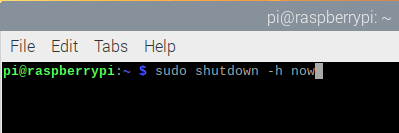 pi@raspberrypi: ~
File Edit Tabs Help
pi@raspberrypi:~ $ sudo shutdown -h now